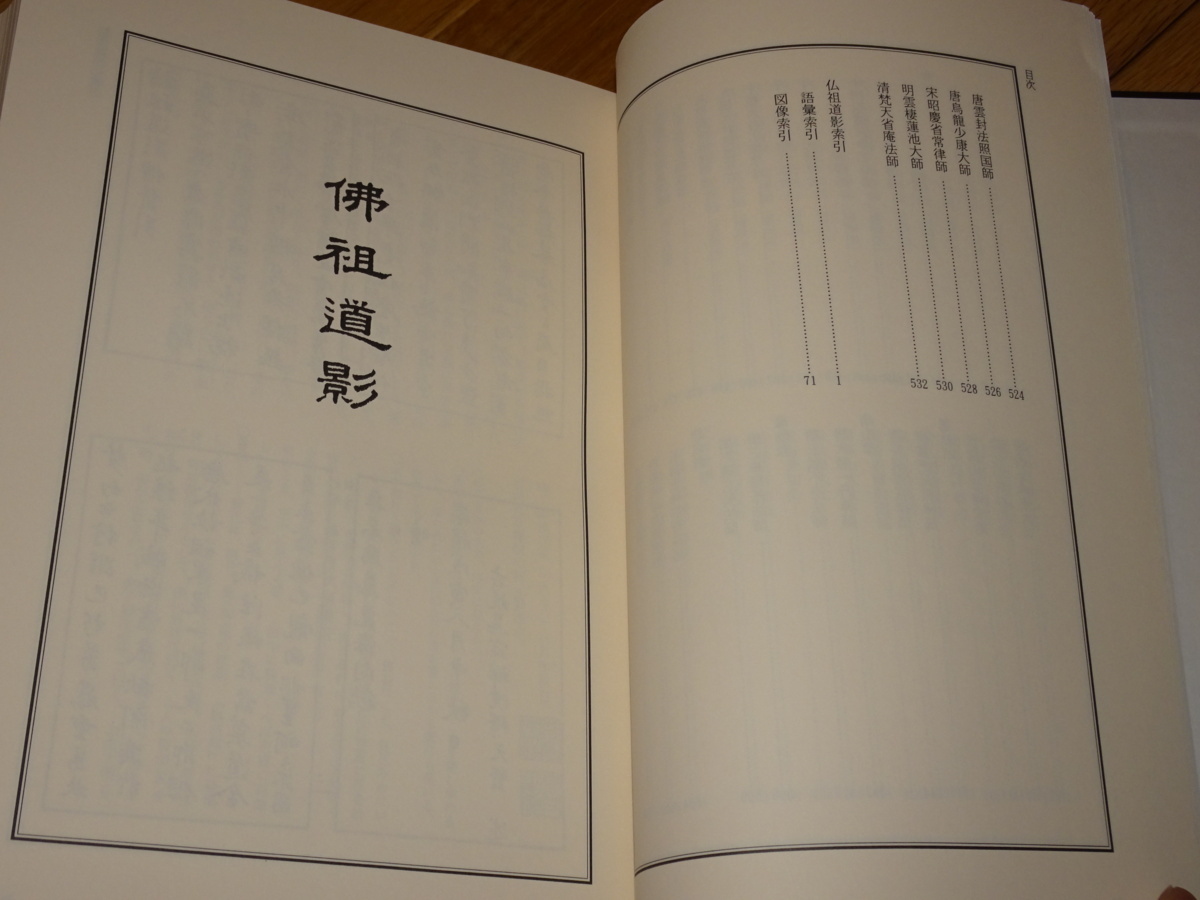 目次
唐雲封法照国師 524
唐烏龍少康大師 526
宋昭慶省常律師 528
明雲棲蓮池大師 530
清梵天省庵法師 532
仏祖道影索引 1
語彙索引 71
図像索引
佛祖道影